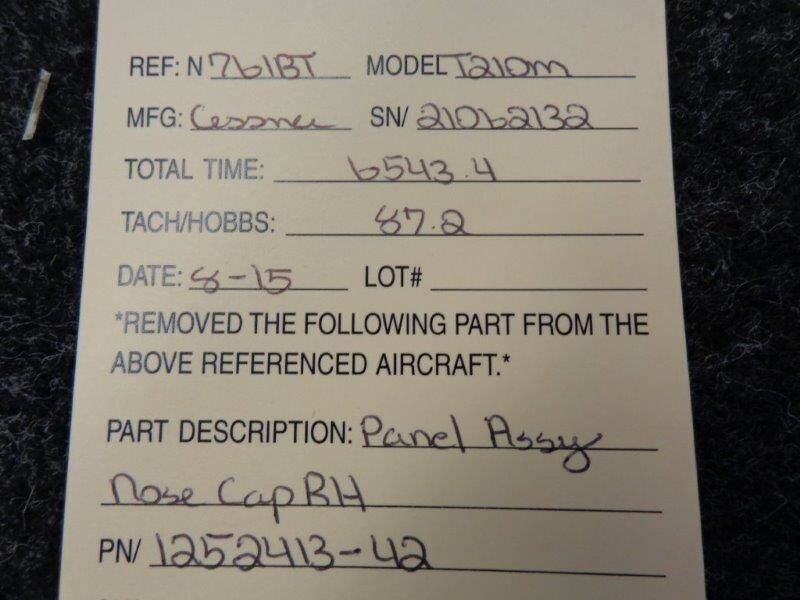 REF: N 761BT MODEL T210M
MFG: Cessna SN/ 21062132
TOTAL TIME: 6543.4
TACH/HOBBS: 87.2
DATE: 8-15 LOT#
*REMOVED THE FOLLOWING PART FROM THE
ABOVE REFERENCED AIRCRAFT.*
PART DESCRIPTION: Panel Assy
Nose Cap RH
PN/ 1252413-42